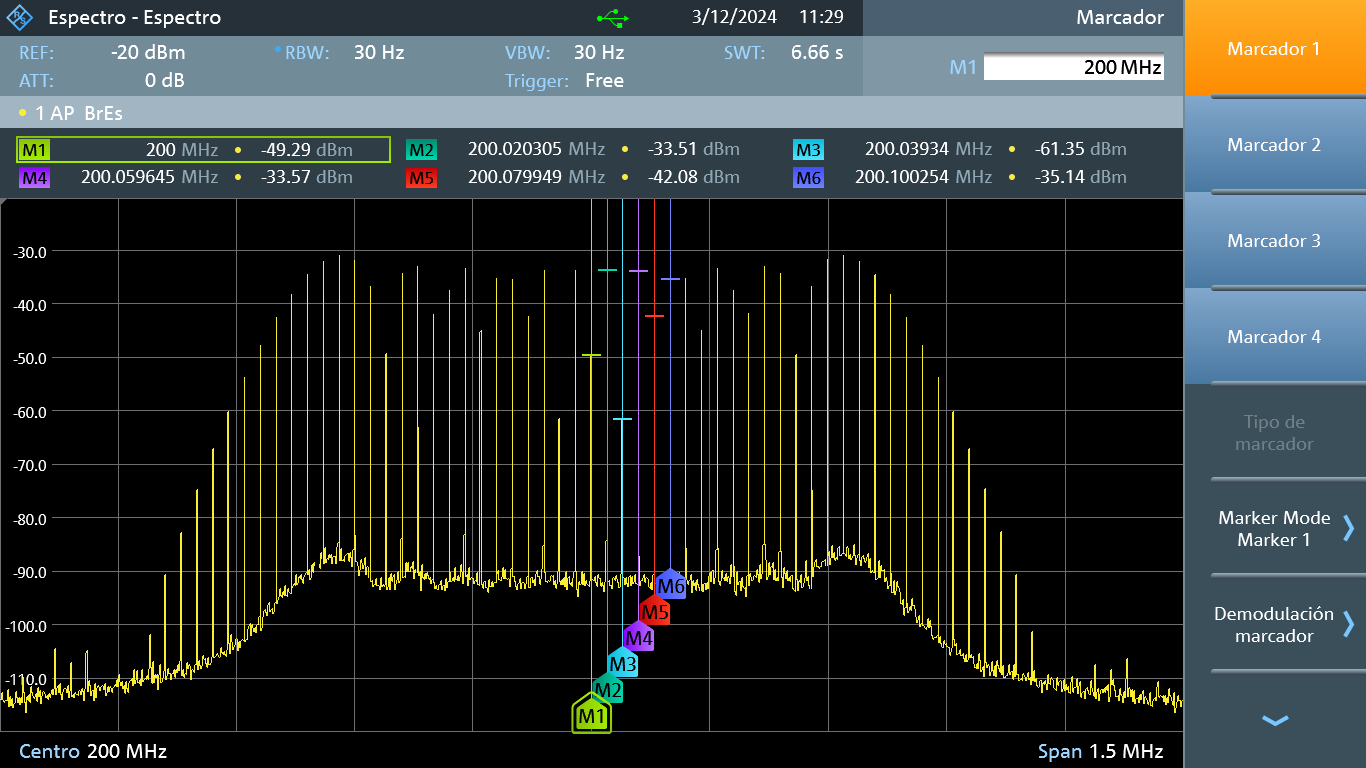 Espectro - Espectro 3/12/2024 11:29 Marcador
REF: -20 dBm RBW: 30 Hz VBW: 30 Hz SWT: 6.66 s
M1 200 MHz
ATT: 0 dB Trigger: Free
1 AP BrEs
M1 200 MHz -49.29 dBm M2 200.020305 MHz -33.51 dBm M3 200.03934 MHz -61.35 dBm
M4 200.059645 MHz -33.57 dBm M5 200.079949 MHz -42.08 dBm M6 200.100254 MHz -35.14 dBm
-30.0
-40.0
-50.0
-60.0
-70.0
-80.0
-90.0
-100.0
-110.0
M6
M5
M4
M3
M2
M1
Centro 200 MHz Span 1.5 MHz
Marcador 1
Marcador 2
Marcador 3
Marcador 4
Tipo de
marcador
Marker Mode
Marker 1
Demodulación
marcador